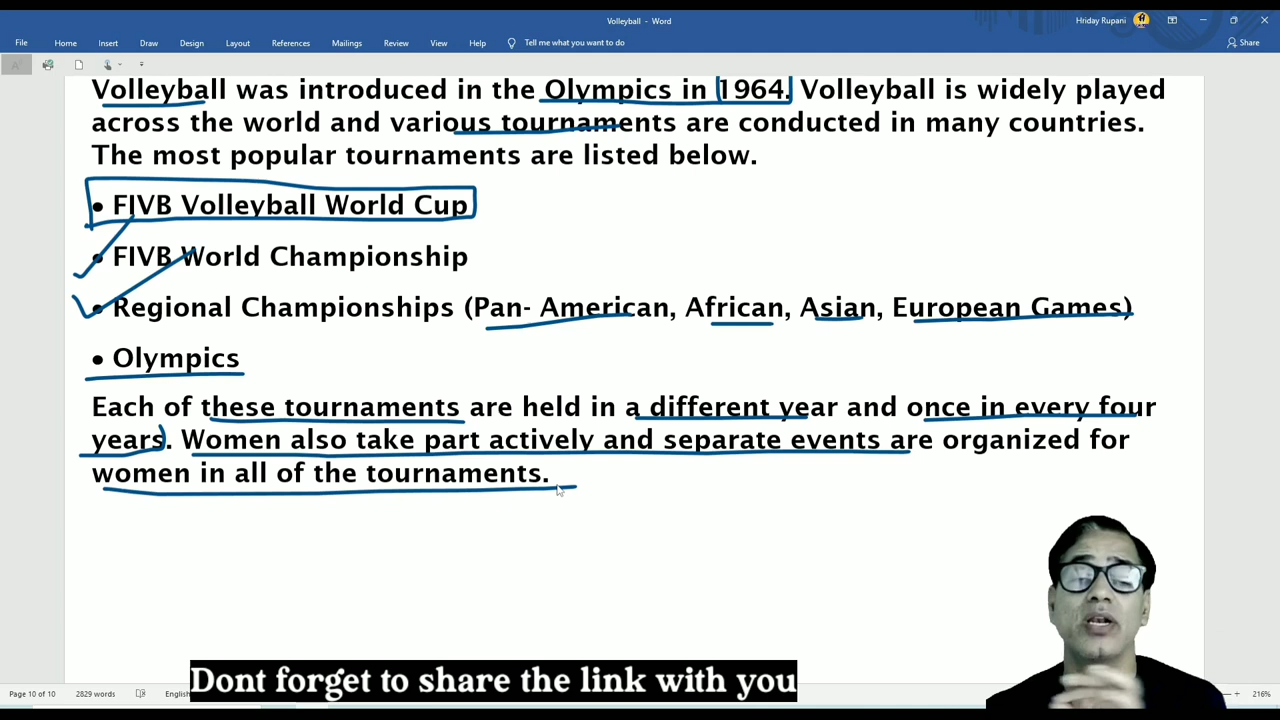 Volleyball - Word
Hriday Rupani
File Home Insert Draw Design Layout References Mailings Review View Help Tell me what you want to do Share
Volleyball was introduced in the Olympics in 1964. Volleyball is widely played
across the world and various tournaments are conducted in many countries.
The most popular tournaments are listed below.
• FIVB Volleyball World Cup
• FIVB World Championship
• Regional Championships (Pan- American, African, Asian, European Games)
• Olympics
Each of these tournaments are held in a different year and once in every four
years. Women also take part actively and separate events are organized for
women in all of the tournaments.
Dont forget to share the link with you
Page 10 of 10 2829 words English 216%